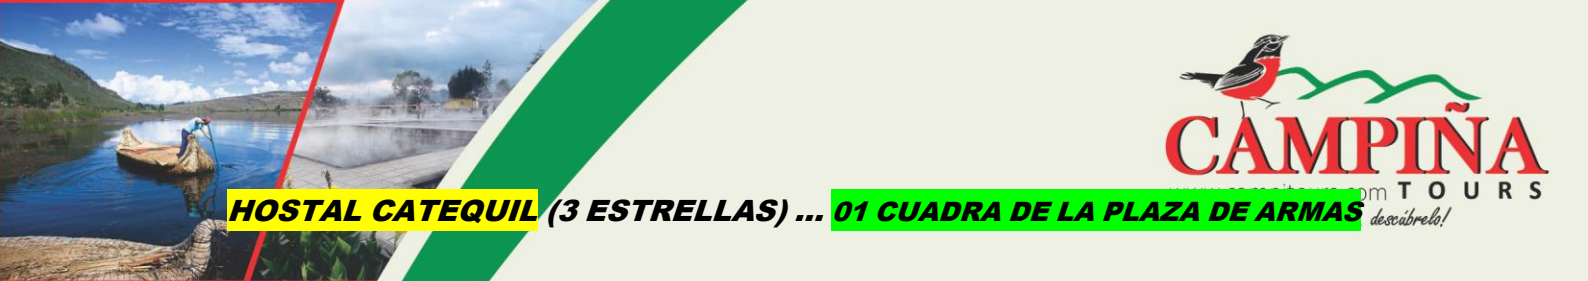 CAMPIÑA
TOURS
HOSTAL CATEQUIL (3 ESTRELLAS) ... 01 CUADRA DE LA PLAZA DE ARMAS
descúbrelo!